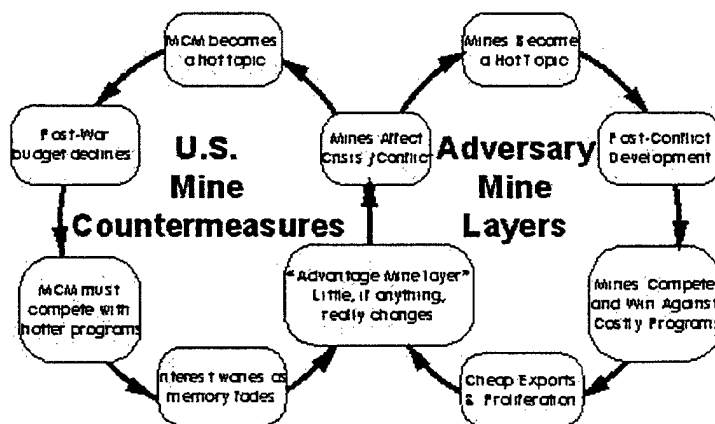 MCM becomes
a hot topic
Mines Become
a Hot Topic
Post-War
budget declines
U.S.
Mine
Countermeasures
Mines Affect
Crisis /Conflict
Adversary
Mine
Layers
Post-Conflict
Development
MCM must
compete with
hotter programs
"Advantage Mine layer"
Little, if anything,
really changes
Mines Compete
and Win Against
Costly Programs
Interest wanes as
memory fades
Cheap Exports
& Proliferation